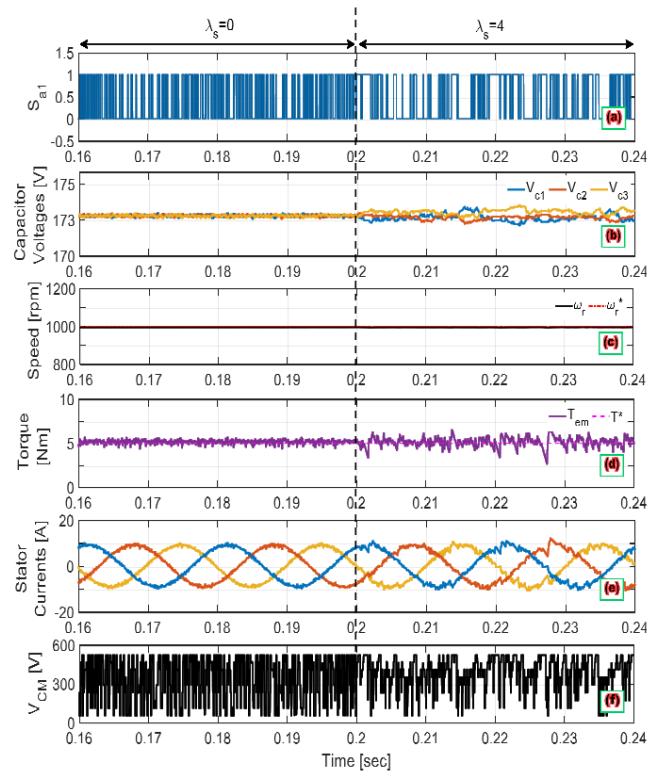 λs=0 λs=4
1.5
1
0.5
0
-0.5
Sa1
(a)
0.16 0.17 0.18 0.19 0.2 0.21 0.22 0.23 0.24
175
173
170
Capacitor
Voltages [V]
Vc1 Vc2 Vc3
(b)
0.16 0.17 0.18 0.19 0.2 0.21 0.22 0.23 0.24
1200
1000
800
Speed [rpm]
ωr ωr*
(c)
0.16 0.17 0.18 0.19 0.2 0.21 0.22 0.23 0.24
10
5
0
Torque
[Nm]
Tem T*
(d)
0.16 0.17 0.18 0.19 0.2 0.21 0.22 0.23 0.24
20
0
-20
Stator
Currents [A]
(e)
0.16 0.17 0.18 0.19 0.2 0.21 0.22 0.23 0.24
600
300
0
VCM [V]
(f)
0.16 0.17 0.18 0.19 0.2 0.21 0.22 0.23 0.24
Time [sec]